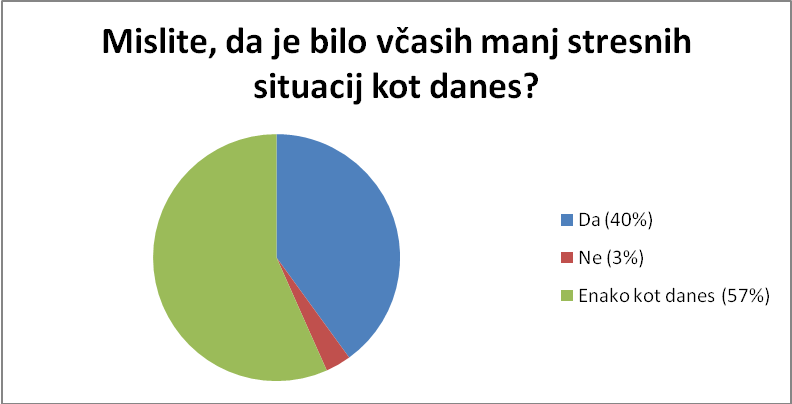 Mislite, da je bilo včasih manj stresnih
situacij kot danes?
Da (40%)
Ne (3%)
Enako kot danes (57%)